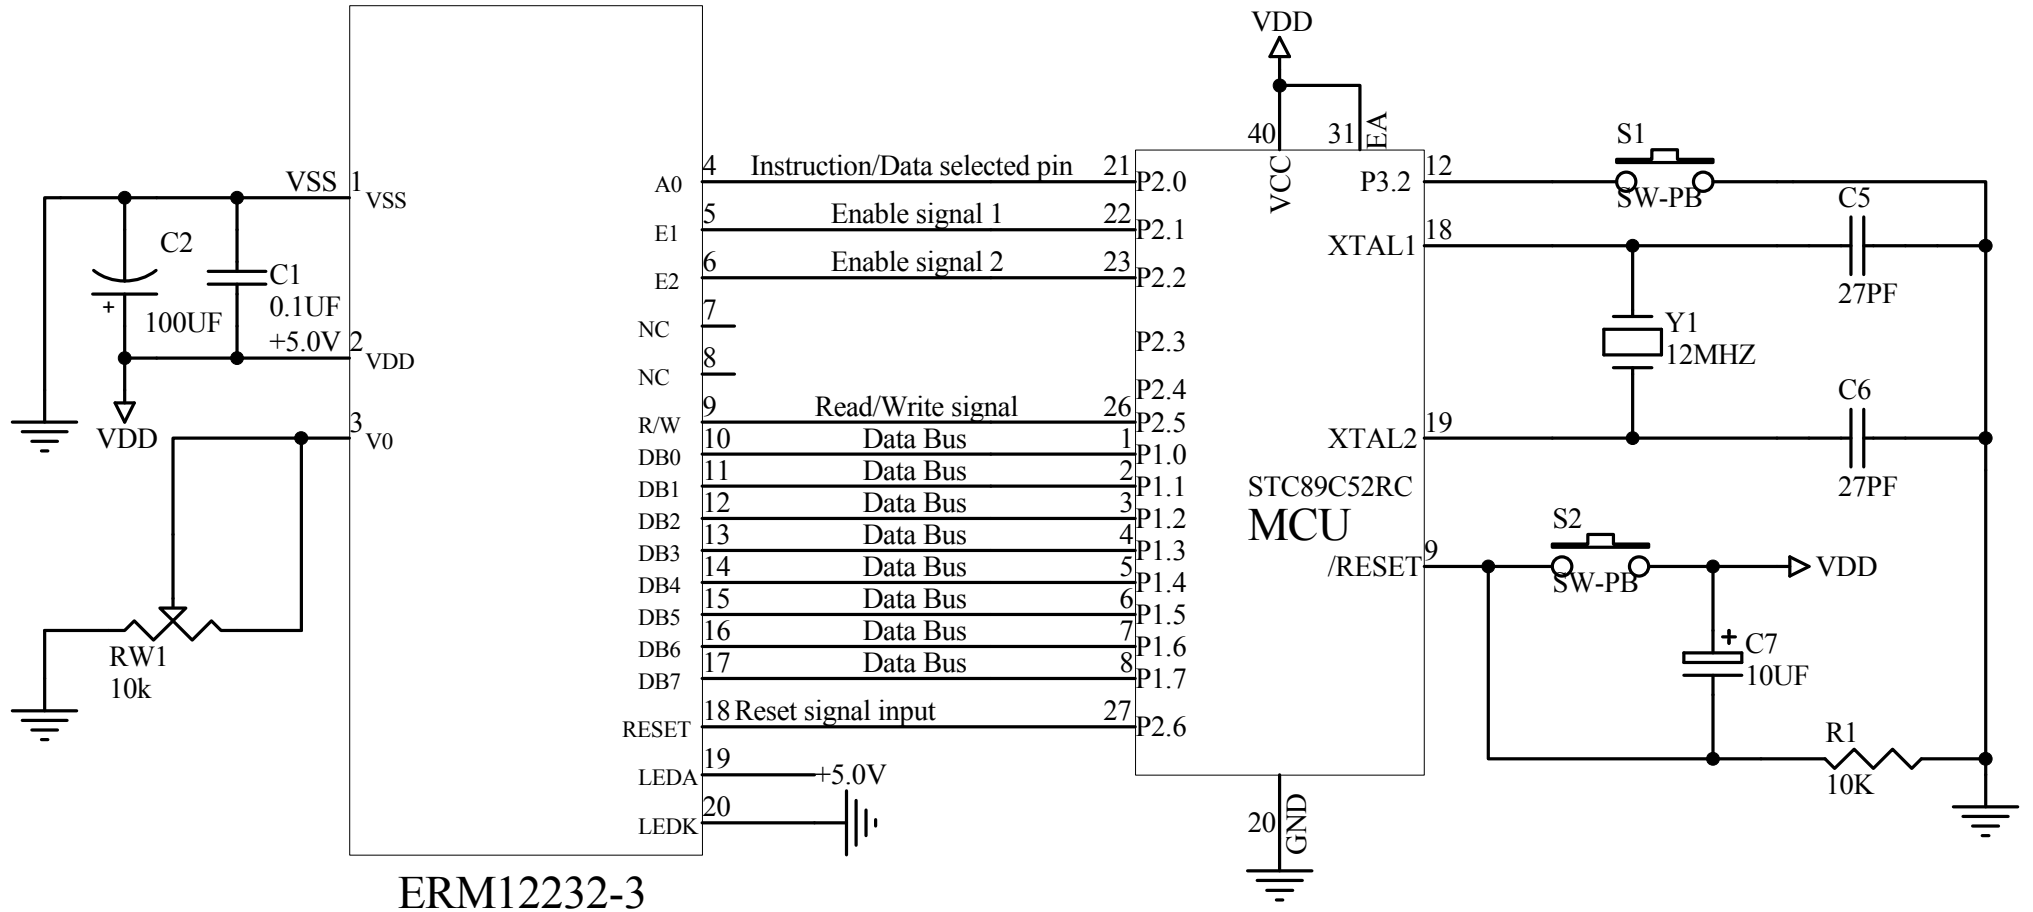 VDD
40
31
EA
VCC
VSS 1
VSS
C2
100UF
+
C1
0.1UF
+5.0V 2
VDD
VDD
3
V0
RW1
10k
4
A0
Instruction/Data selected pin
21
P2.0
5
E1
Enable signal 1
22
P2.1
6
E2
Enable signal 2
23
P2.2
7
NC
P2.3
8
NC
P2.4
9
R/W
Read/Write signal
26
P2.5
10
DB0
Data Bus
1
P1.0
11
DB1
Data Bus
2
P1.1
12
DB2
Data Bus
3
P1.2
13
DB3
Data Bus
4
P1.3
14
DB4
Data Bus
5
P1.4
15
DB5
Data Bus
6
P1.5
16
DB6
Data Bus
7
P1.6
17
DB7
Data Bus
8
P1.7
18
RESET
Reset signal input
27
P2.6
19
LEDA
+5.0V
20
LEDK
ERM12232-3
P3.2
12
S1
SW-PB
XTAL1
18
C5
27PF
Y1
12MHZ
XTAL2
19
C6
27PF
STC89C52RC
MCU
/RESET
9
S2
SW-PB
VDD
+
C7
10UF
R1
10K
20
GND